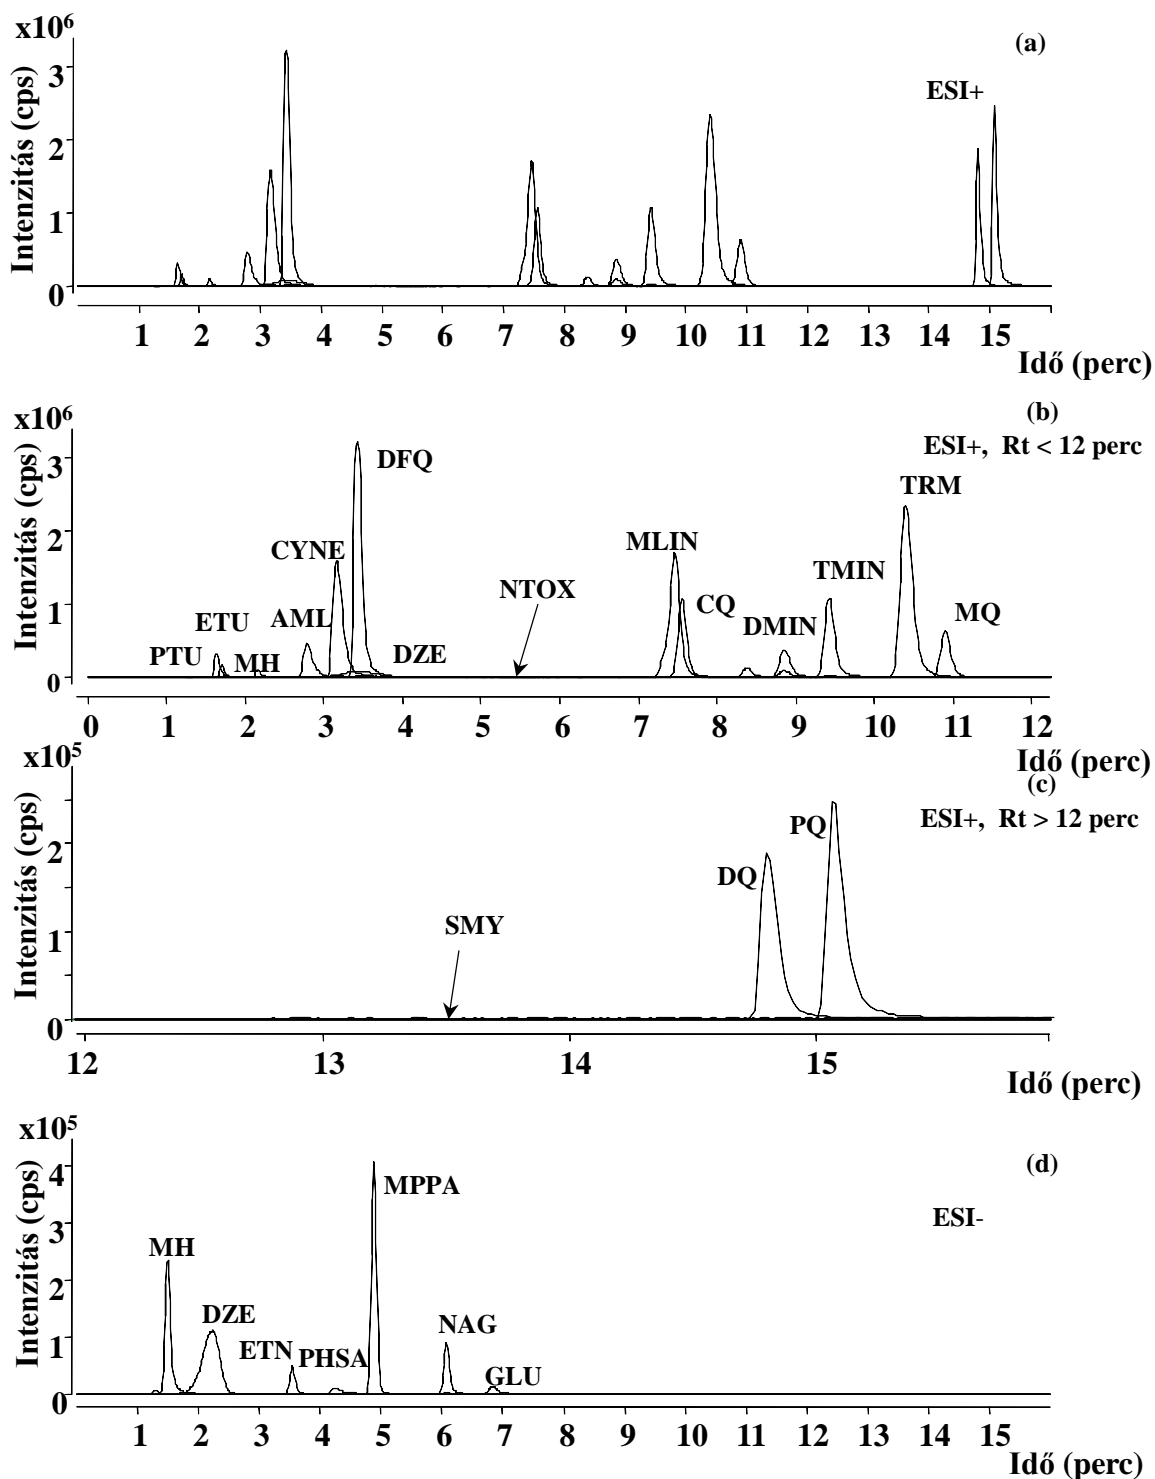 x10⁶
(a)
Intenzitás (cps)
3
2
1
0
ESI+
1 2 3 4 5 6 7 8 9 10 11 12 13 14 15
Idő (perc)
x10⁶
(b)
ESI+, Rt < 12 perc
Intenzitás (cps)
3
2
1
0
PTU
ETU
MH
AML
CYNE
DFQ
DZE
NTOX
MLIN
CQ
DMIN
TMIN
TRM
MQ
0 1 2 3 4 5 6 7 8 9 10 11 12
Idő (perc)
x10⁵
(c)
ESI+, Rt > 12 perc
Intenzitás (cps)
2
1
0
SMY
DQ
PQ
12 13 14 15
Idő (perc)
x10⁵
(d)
ESI-
Intenzitás (cps)
4
3
2
1
0
MH
DZE
ETN
PHSA
MPPA
NAG
GLU
1 2 3 4 5 6 7 8 9 10 11 12 13 14 15
Idő (perc)